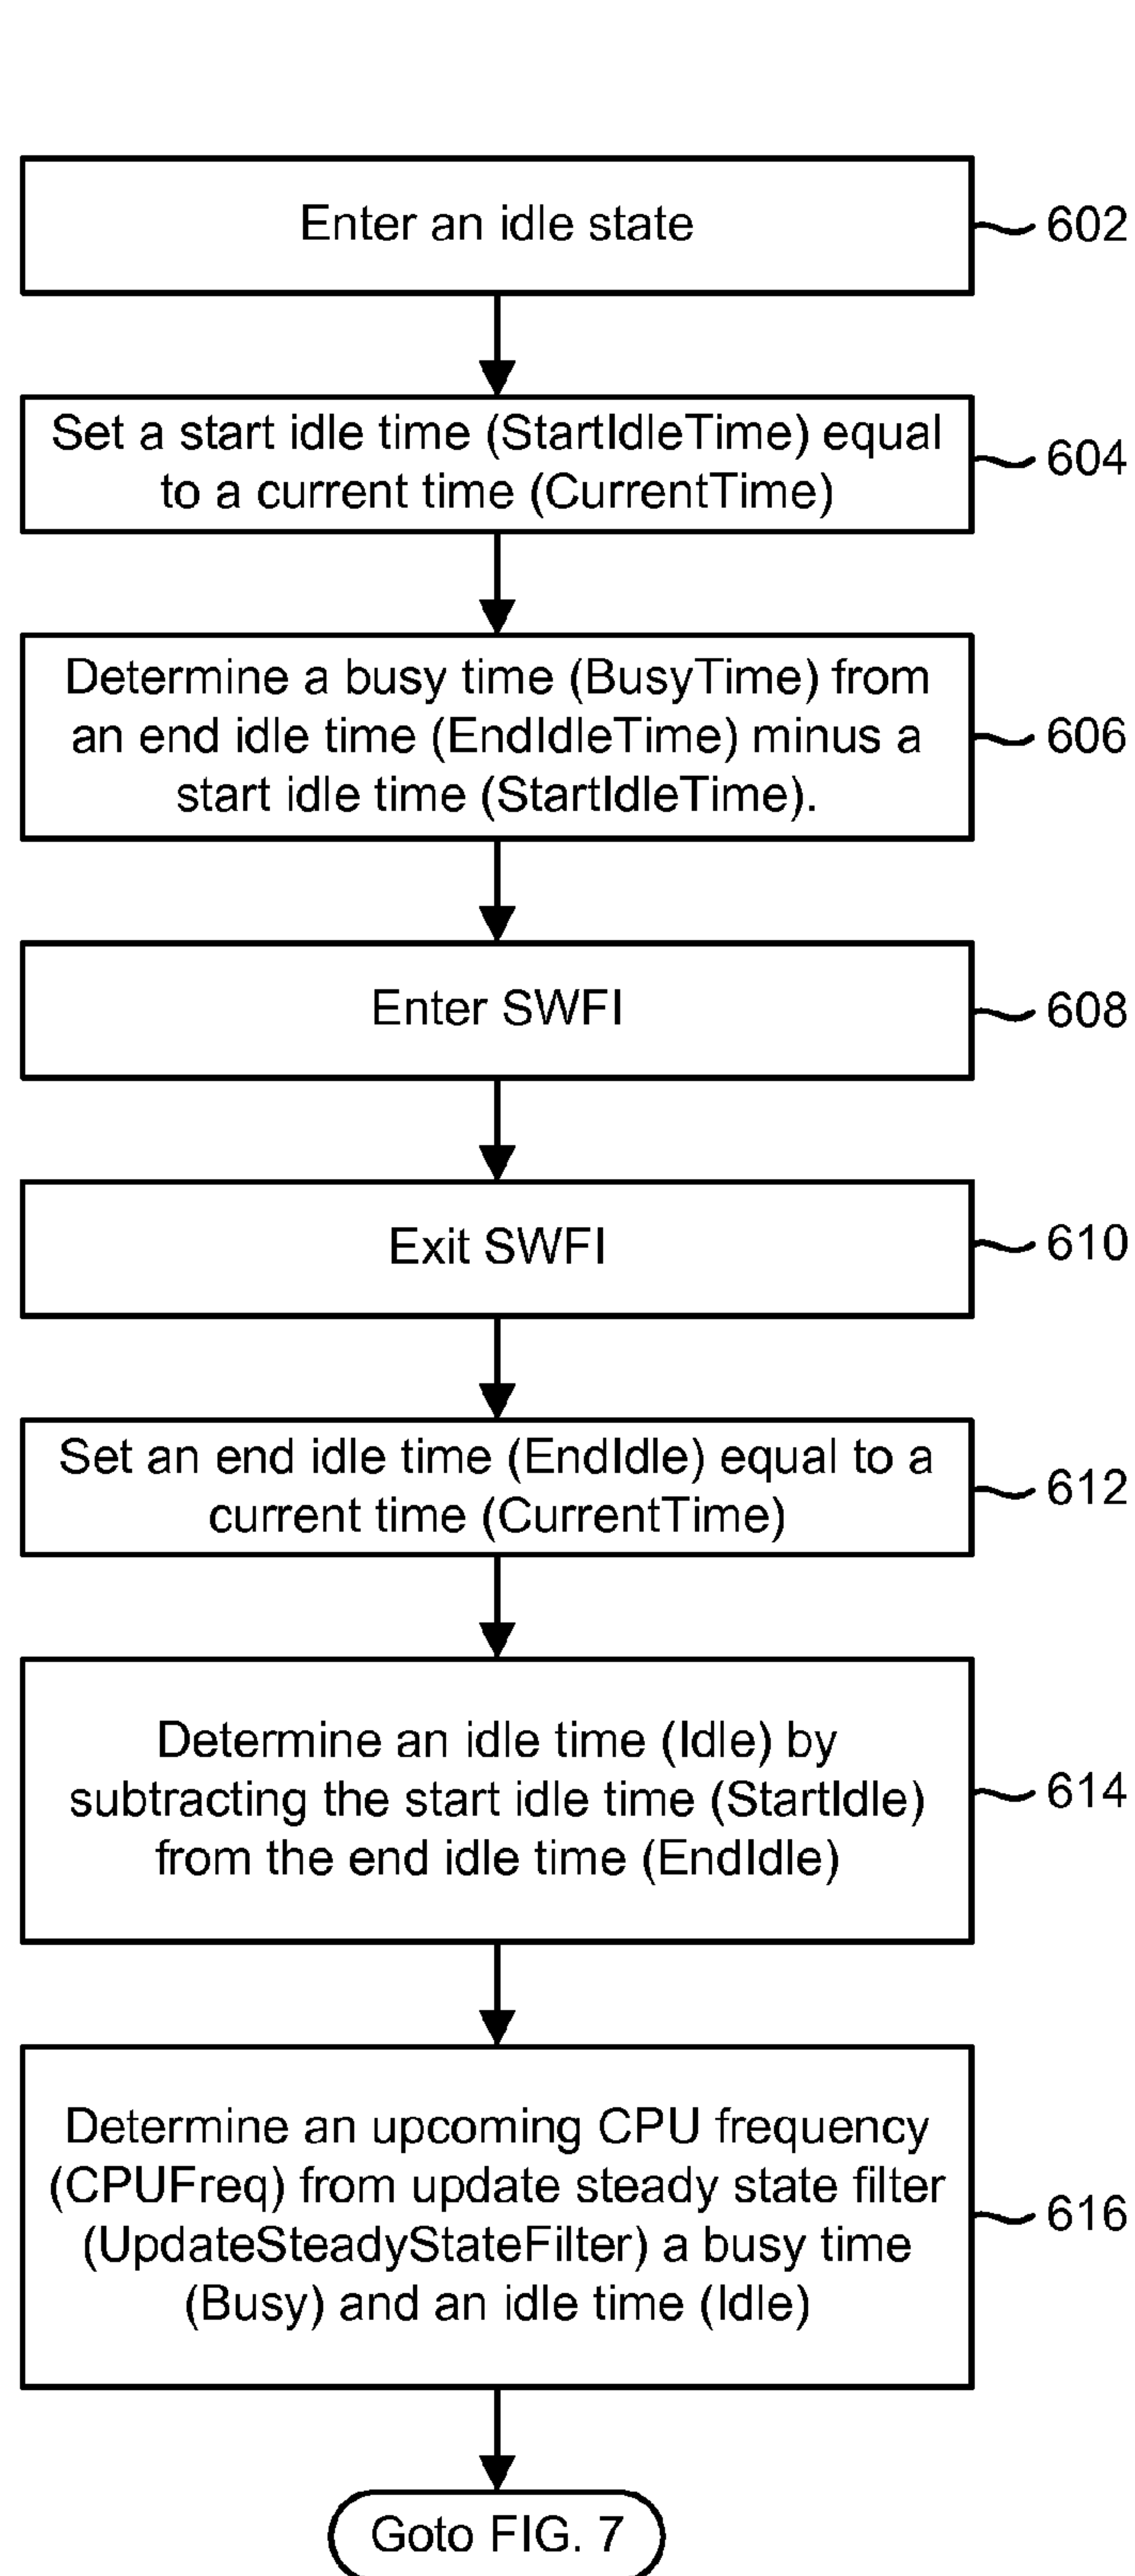 Enter an idle state
602
Set a start idle time (StartIdleTime) equal
to a current time (CurrentTime)
604
Determine a busy time (BusyTime) from
an end idle time (EndIdleTime) minus a
start idle time (StartIdleTime).
606
Enter SWFI
608
Exit SWFI
610
Set an end idle time (EndIdle) equal to a
current time (CurrentTime)
612
Determine an idle time (Idle) by
subtracting the start idle time (StartIdle)
from the end idle time (EndIdle)
614
Determine an upcoming CPU frequency
(CPUFreq) from update steady state filter
(UpdateSteadyStateFilter) a busy time
(Busy) and an idle time (Idle)
616
Goto FIG. 7